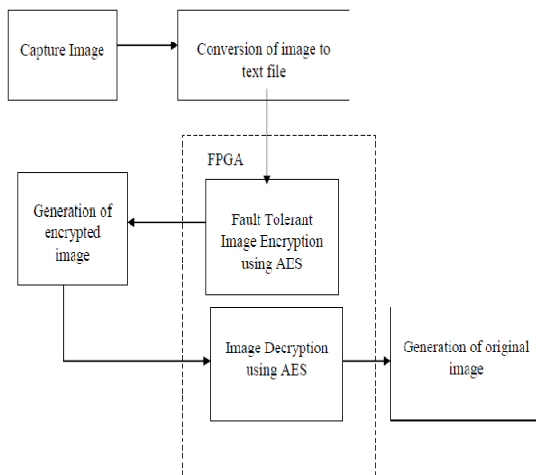 Capture Image
Conversion of image to
text file
FPGA
Fault Tolerant
Image Encryption
using AES
Generation of
encrypted
image
Image Decryption
using AES
Generation of original
image